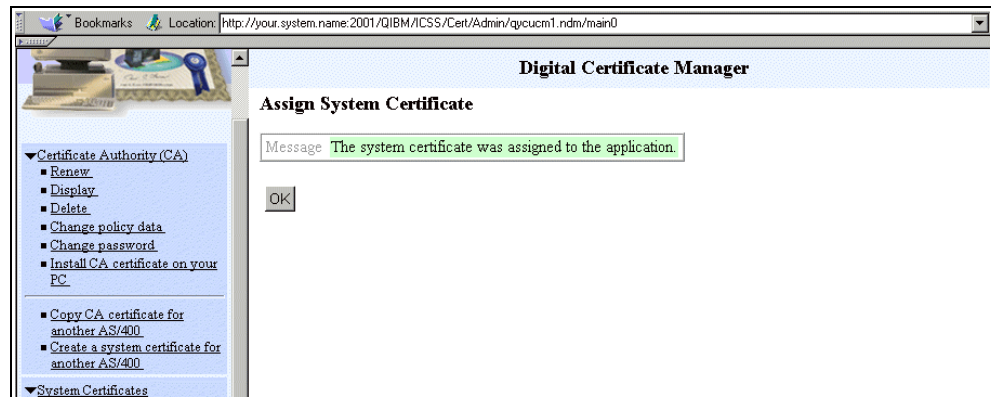 Bookmarks Location: http://your.system.name:2001/QIBM/ICSS/Cert/Admin/qycucm1.ndm/main0
Digital Certificate Manager
Assign System Certificate
Message The system certificate was assigned to the application.
OK
Certificate Authority (CA)
Renew
Display
Delete
Change policy data
Change password
Install CA certificate on your
PC
Copy CA certificate for
another AS/400
Create a system certificate for
another AS/400
System Certificates